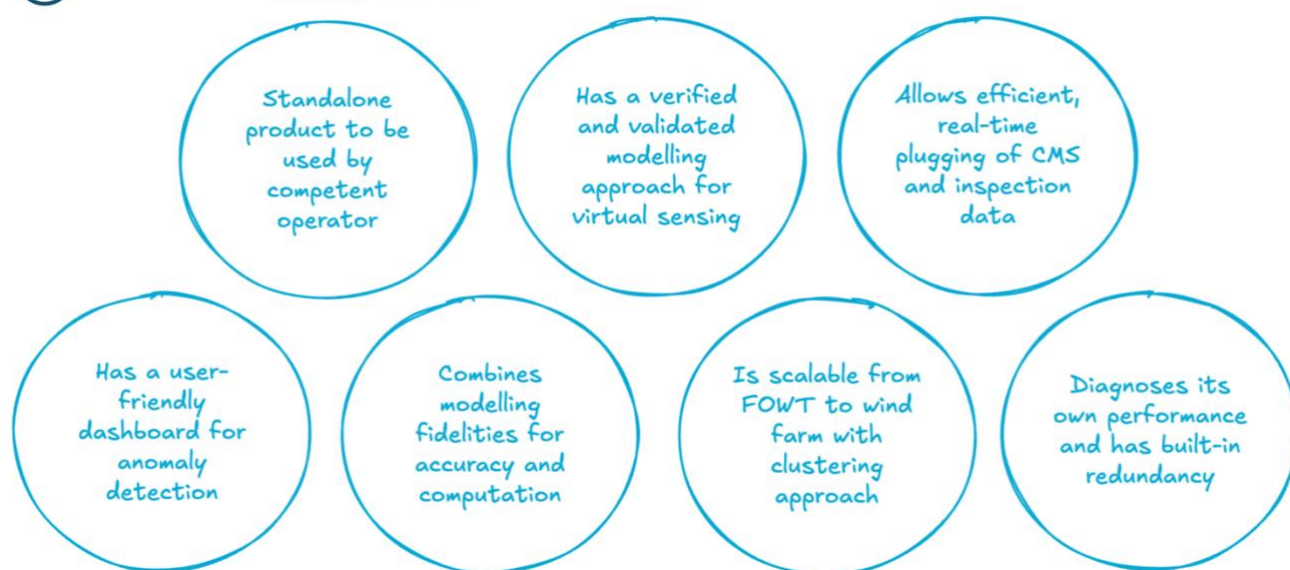 Standalone
product to be
used by
competent
operator
Has a verified
and validated
modelling
approach for
virtual sensing
Allows efficient,
real-time
plugging of CMS
and inspection
data
Has a user-
friendly
dashboard for
anomaly
detection
Combines
modelling
fidelities for
accuracy and
computation
Is scalable from
FOWT to wind
farm with
clustering
approach
Diagnoses its
own performance
and has built-in
redundancy